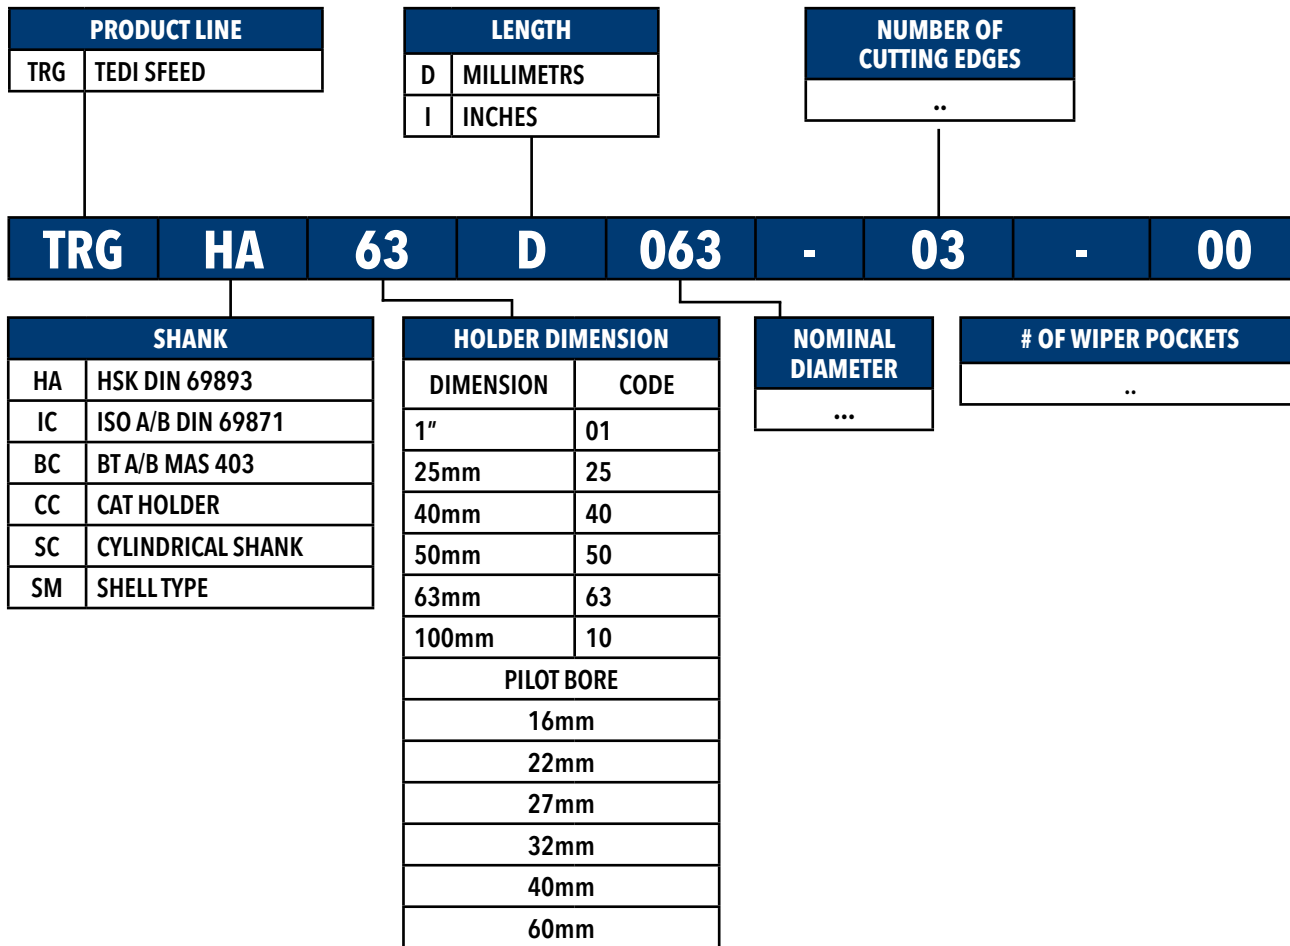 PRODUCT LINE
TRG TEDI SFEED
LENGTH
D MILLIMETRS
I INCHES
NUMBER OF
CUTTING EDGES
..
TRG HA 63 D 063 - 03 - 00
SHANK
HA HSK DIN 69893
IC ISO A/B DIN 69871
BC BT A/B MAS 403
CC CAT HOLDER
SC CYLINDRICAL SHANK
SM SHELL TYPE
HOLDER DIMENSION
DIMENSION CODE
1" 01
25mm 25
40mm 40
50mm 50
63mm 63
100mm 10
PILOT BORE
16mm
22mm
27mm
32mm
40mm
60mm
NOMINAL
DIAMETER
...
# OF WIPER POCKETS
..